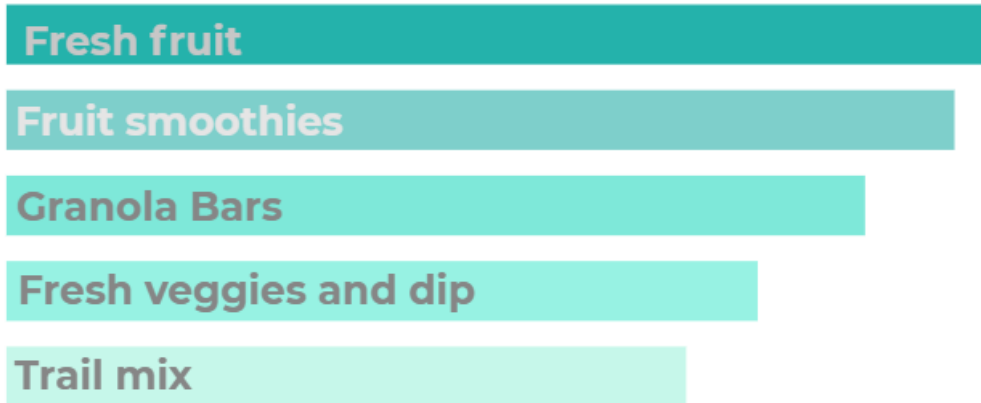 Fresh fruit
Fruit smoothies
Granola Bars
Fresh veggies and dip
Trail mix